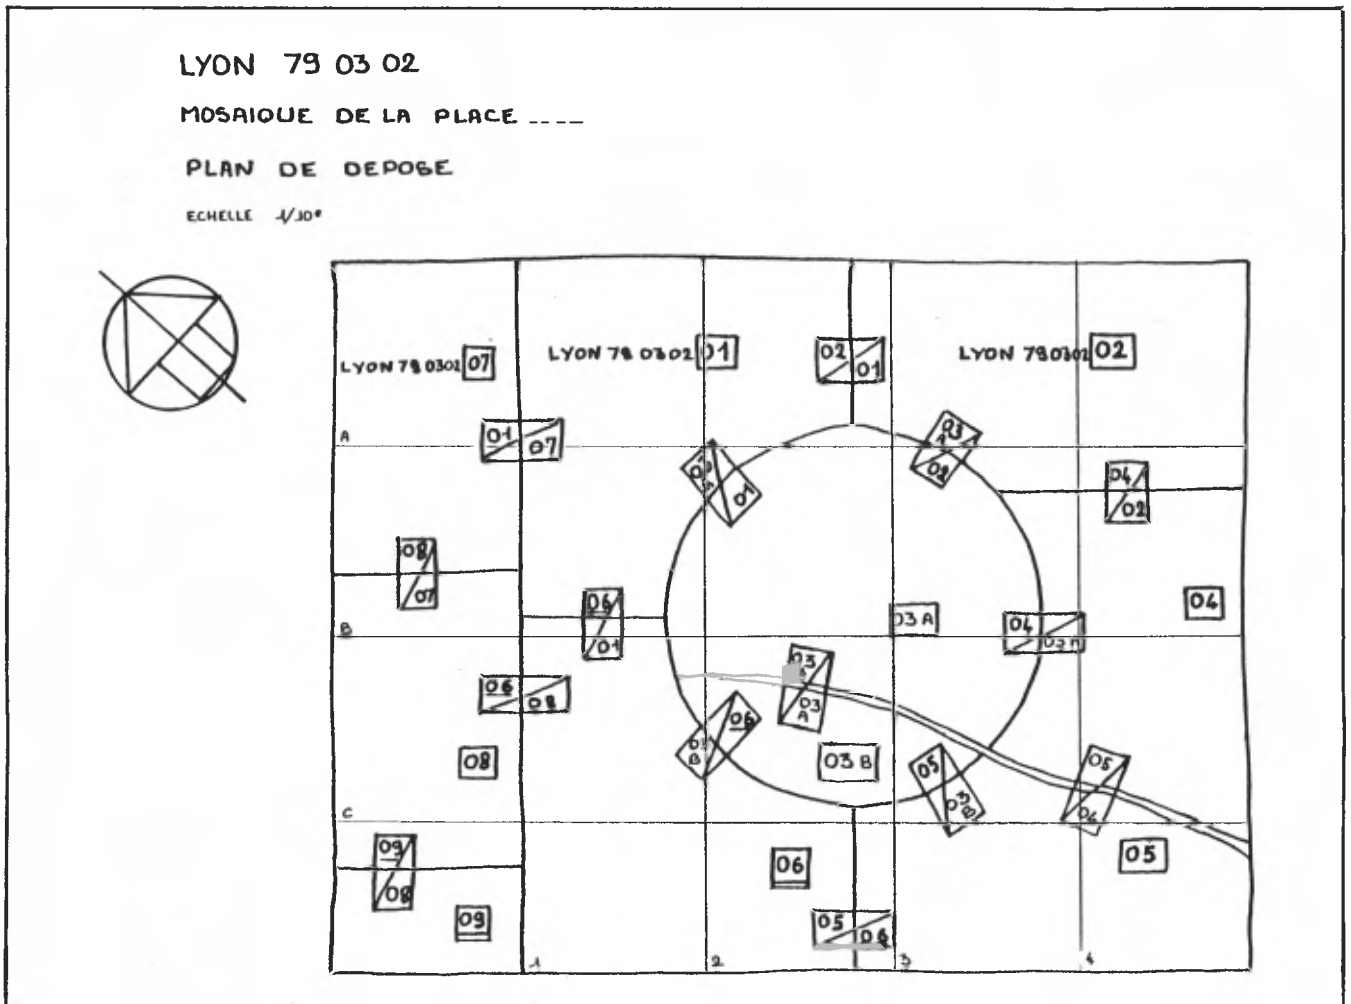 LYON 79 03 02
MOSAIQUE DE LA PLACE ----
PLAN DE DEPOSE
ECHELLE 1/10e
LYON 79 0302 07
LYON 79 0302 01
02 01
LYON 79 0302 02
A
01 07
01
03 A 02
04 02
08 07
06 01
03 A
04
B
04 03 A
06 08
03 03 A
03 B 06
08
03 B
05 03 B
05 04
C
09 08
06
05
09
05 06
1 2 3 4